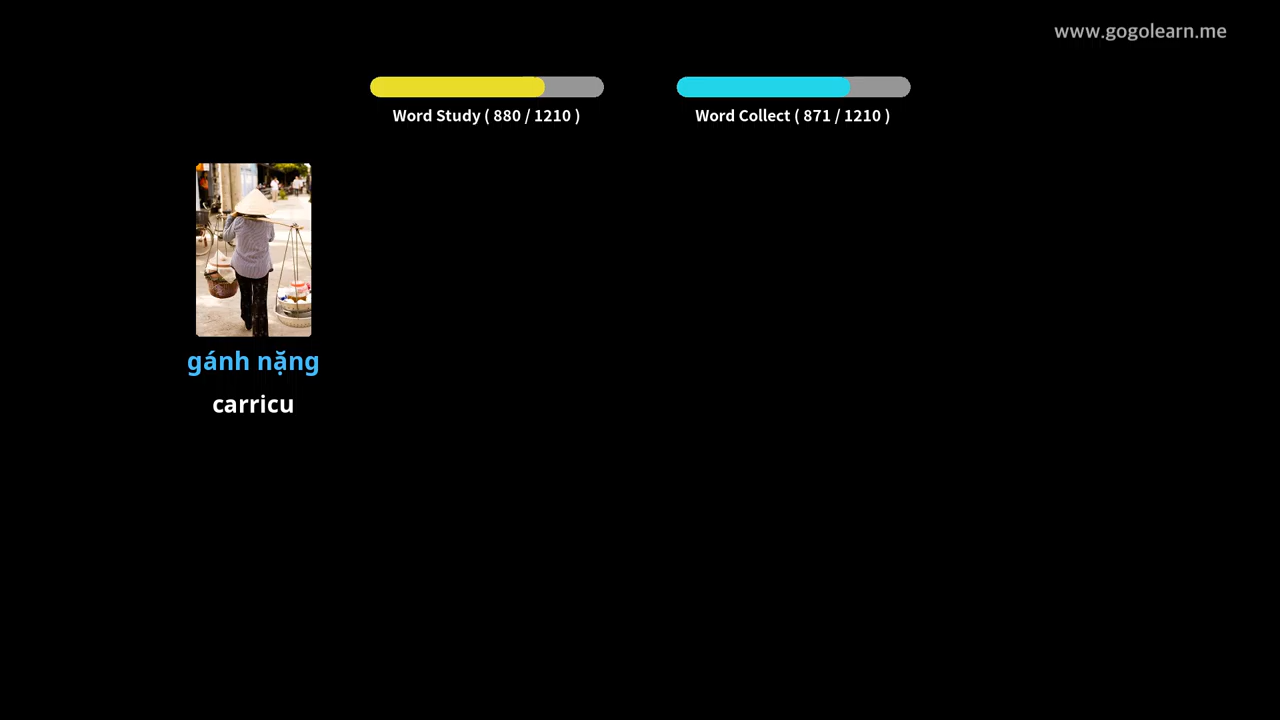 www.gogolearn.me
Word Study ( 880 / 1210 )
Word Collect ( 871 / 1210 )
gánh nặng
carricu